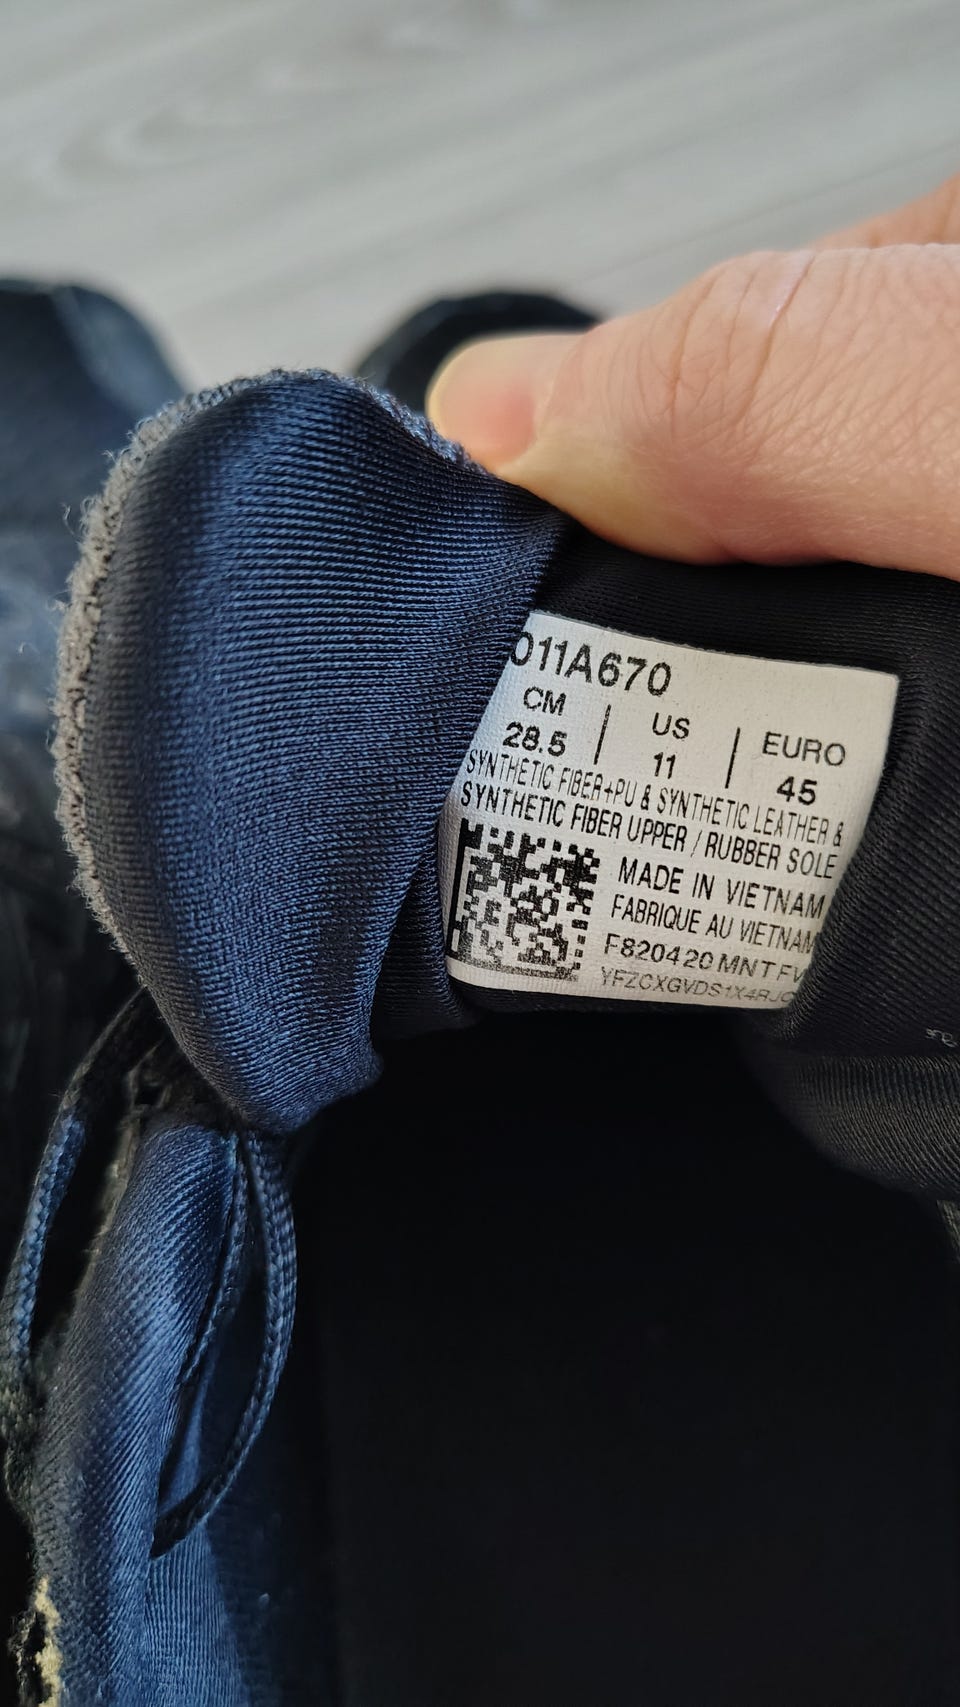 011A670
CM | US | EURO
28.5 | 11 | 45
SYNTHETIC FIBER+PU & SYNTHETIC LEATHER &
SYNTHETIC FIBER UPPER / RUBBER SOLE
MADE IN VIETNAM
FABRIQUE AU VIETNAM
F820420 MNT FV
YFZCXGVDS1X4RJC